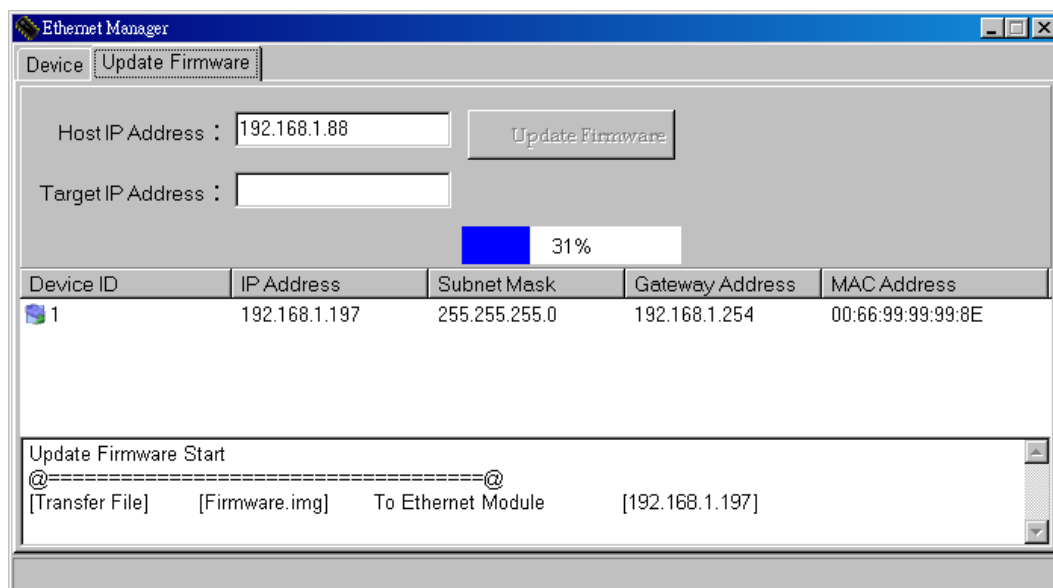 Ethernet Manager
Device Update Firmware
Host IP Address : 192.168.1.88 Update Firmware
Target IP Address :
31%
Device ID IP Address Subnet Mask Gateway Address MAC Address
1 192.168.1.197 255.255.255.0 192.168.1.254 00:66:99:99:99:8E
Update Firmware Start
@====================================@
[Transfer File] [Firmware.img] To Ethernet Module [192.168.1.197]